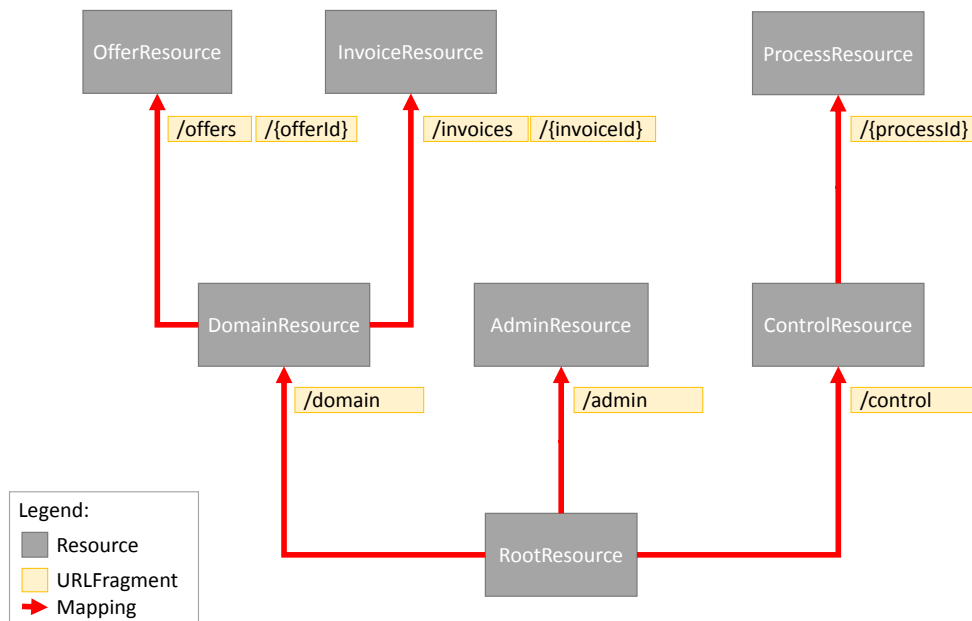 OfferResource
InvoiceResource
ProcessResource
/offers /{offerId}
/invoices /{invoiceId}
/{processId}
DomainResource
AdminResource
ControlResource
/domain
/admin
/control
RootResource
Legend:
Resource
URLFragment
Mapping